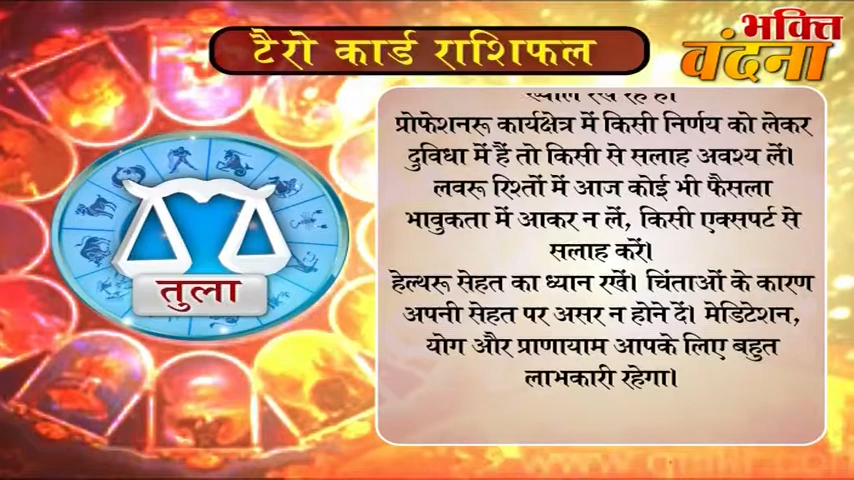 टैरो कार्ड राशिफल
भक्ति
वंदना
प्रोफेशनरू कार्यक्षेत्र में किसी निर्णय को लेकर
दुविधा में हैं तो किसी से सलाह अवश्य लें।
लवरू रिश्तों में आज कोई भी फैसला
भावुकता में आकर न लें, किसी एक्सपर्ट से
सलाह करें।
हेल्थरू सेहत का ध्यान रखें। चिंताओं के कारण
अपनी सेहत पर असर न होने दें। मेडिटेशन,
योग और प्राणायाम आपके लिए बहुत
लाभकारी रहेगा।
तुला